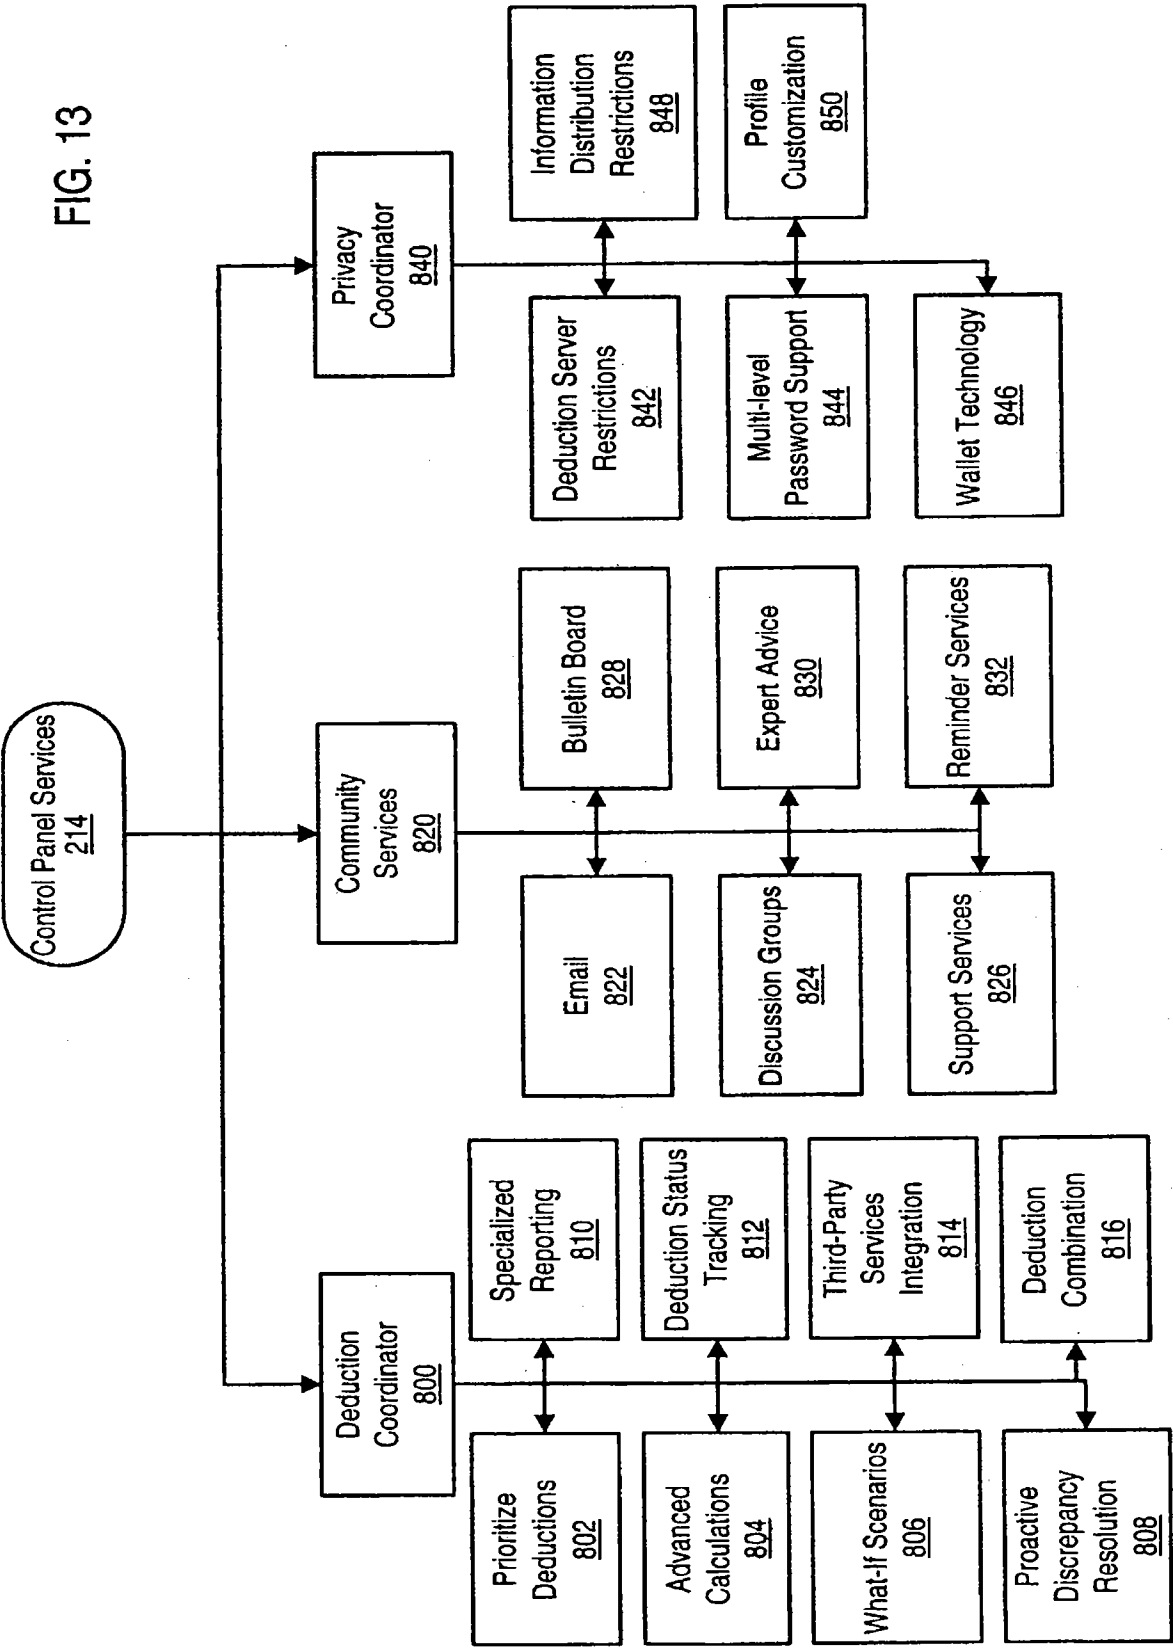 FIG. 13
Control Panel Services
214
Deduction
Coordinator
800
Community
Services
820
Privacy
Coordinator
840
Prioritize
Deductions
802
Specialized
Reporting
810
Advanced
Calculations
804
Deduction Status
Tracking
812
What-If Scenarios
806
Third-Party
Services
Integration
814
Proactive
Discrepancy
Resolution
808
Deduction
Combination
816
Email
822
Bulletin Board
828
Discussion Groups
824
Expert Advice
830
Support Services
826
Reminder Services
832
Deduction Server
Restrictions
842
Information
Distribution
Restrictions
848
Multi-level
Password Support
844
Profile
Customization
850
Wallet Technology
846